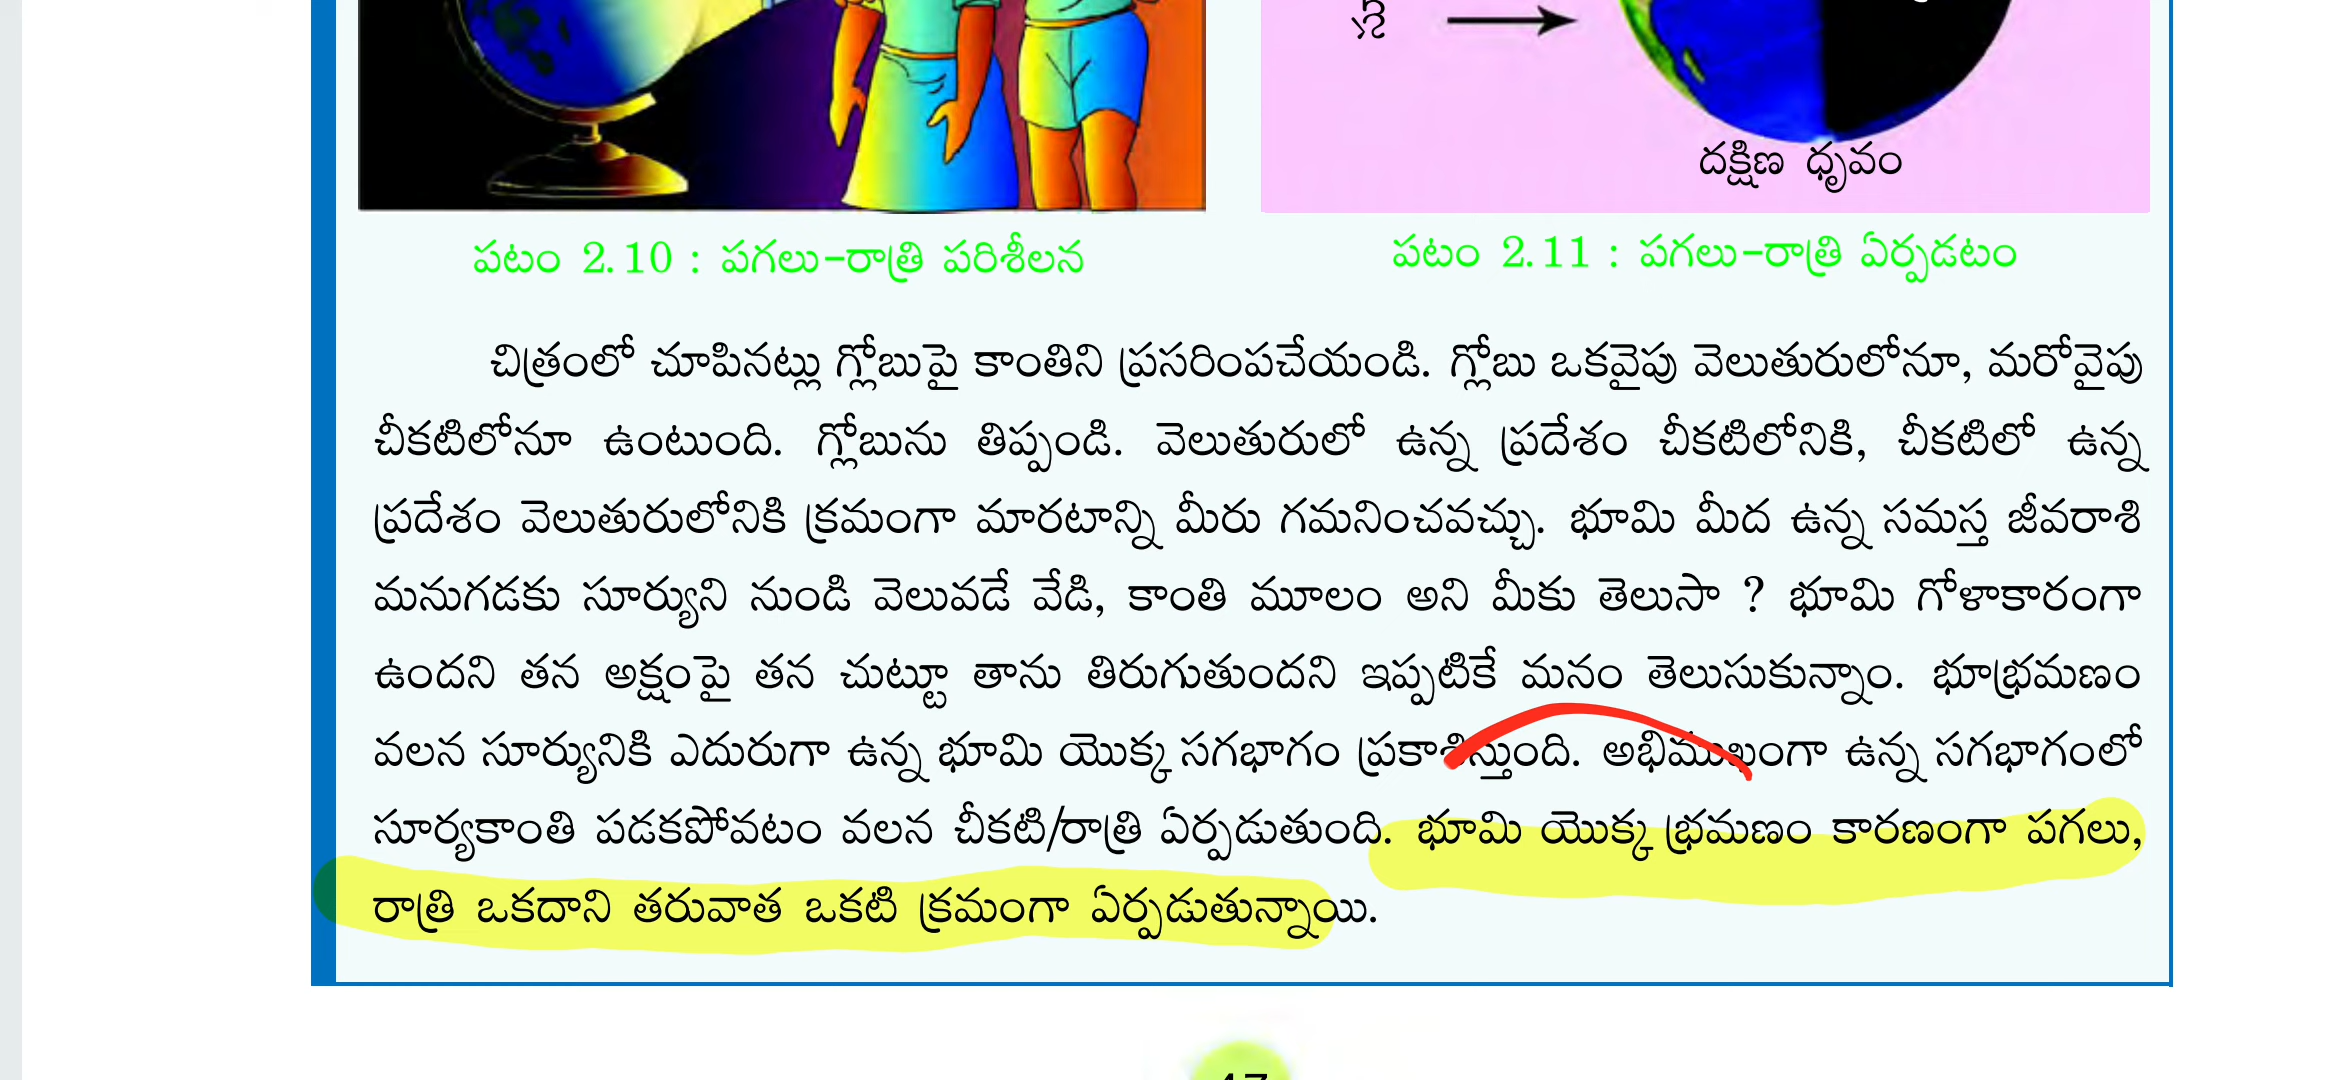 దక్షిణ ధృవం
పటం 2.10 : పగలు-రాత్రి పరిశీలన
పటం 2.11 : పగలు-రాత్రి ఏర్పడటం
చిత్రంలో చూపినట్లు గ్లోబుపై కాంతిని ప్రసరింపచేయండి. గ్లోబు ఒకవైపు వెలుతురులోనూ, మరోవైపు
చీకటిలోనూ ఉంటుంది. గ్లోబును తిప్పండి. వెలుతురులో ఉన్న ప్రదేశం చీకటిలోనికి, చీకటిలో ఉన్న
ప్రదేశం వెలుతురులోనికి క్రమంగా మారటాన్ని మీరు గమనించవచ్చు. భూమి మీద ఉన్న సమస్త జీవరాశి
మనుగడకు సూర్యుని నుండి వెలువడే వేడి, కాంతి మూలం అని మీకు తెలుసా ? భూమి గోళాకారంగా
ఉందని తన అక్షంపై తన చుట్టూ తాను తిరుగుతుందని ఇప్పటికే మనం తెలుసుకున్నాం. భూభ్రమణం
వలన సూర్యునికి ఎదురుగా ఉన్న భూమి యొక్క సగభాగం ప్రకాశిస్తుంది. అభిముఖంగా ఉన్న సగభాగంలో
సూర్యకాంతి పడకపోవటం వలన చీకటి/రాత్రి ఏర్పడుతుంది. భూమి యొక్క భ్రమణం కారణంగా పగలు,
రాత్రి ఒకదాని తరువాత ఒకటి క్రమంగా ఏర్పడుతున్నాయి.